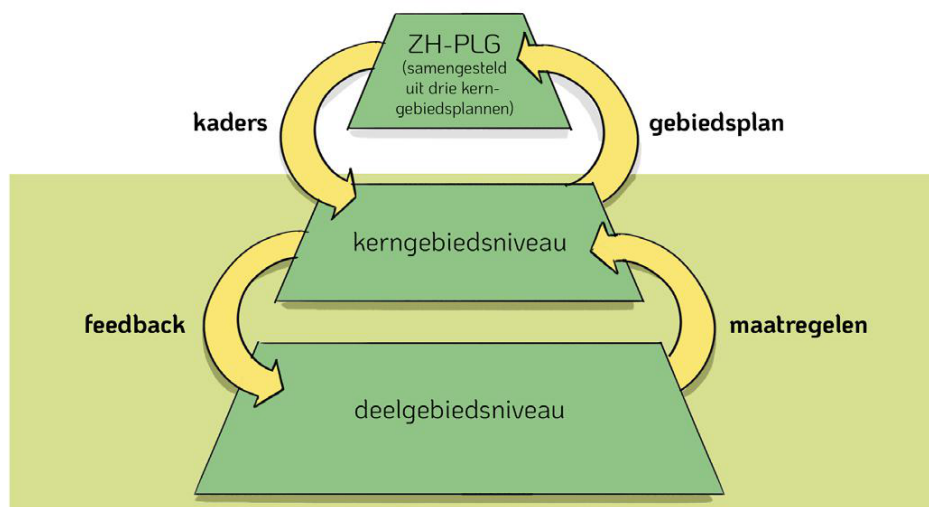 ZH-PLG
(samengesteld
uit drie kern-
gebiedsplannen)
kaders
gebiedsplan
kerngebiedsniveau
feedback
maatregelen
deelgebiedsniveau